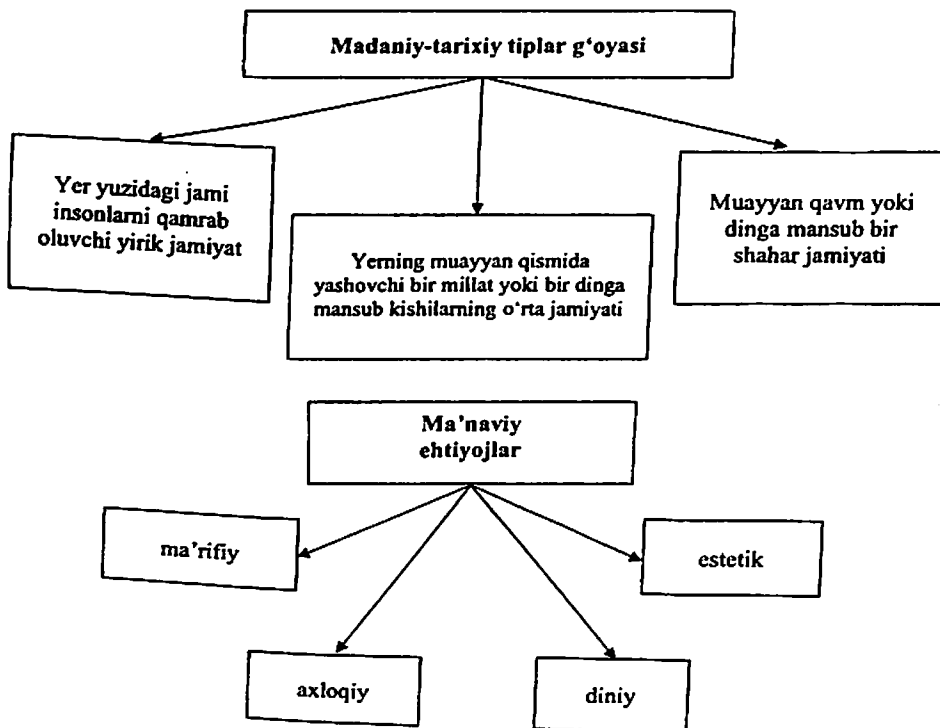 Madaniy-tarixiy tiplar g‘oyasi
Yer yuzidagi jami
insonlarni qamrab
oluvchi yirik jamiyat
Yerning muayyan qismida
yashovchi bir millat yoki bir dinga
mansub kishilarning o‘rta jamiyati
Muayyan qavm yoki
dinga mansub bir
shahar jamiyati
Ma’naviy
ehtiyojlar
ma’rifiy
estetik
axloqiy
diniy